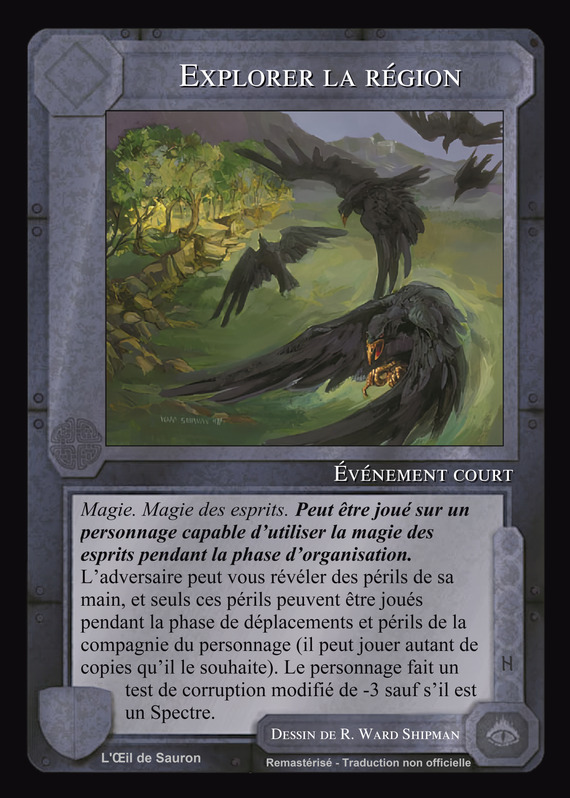 Explorer la région
WARD SHIPMAN
Événement court
Magie. Magie des esprits. Peut être joué sur un
personnage capable d'utiliser la magie des
esprits pendant la phase d'organisation.
L'adversaire peut vous révéler des périls de sa
main, et seuls ces périls peuvent être joués
pendant la phase de déplacements et périls de la
compagnie du personnage (il peut jouer autant de
copies qu'il le souhaite). Le personnage fait un
test de corruption modifié de -3 sauf s'il est
un Spectre.
Dessin de R. Ward Shipman
L'Œil de Sauron
Remastérisé - Traduction non officielle